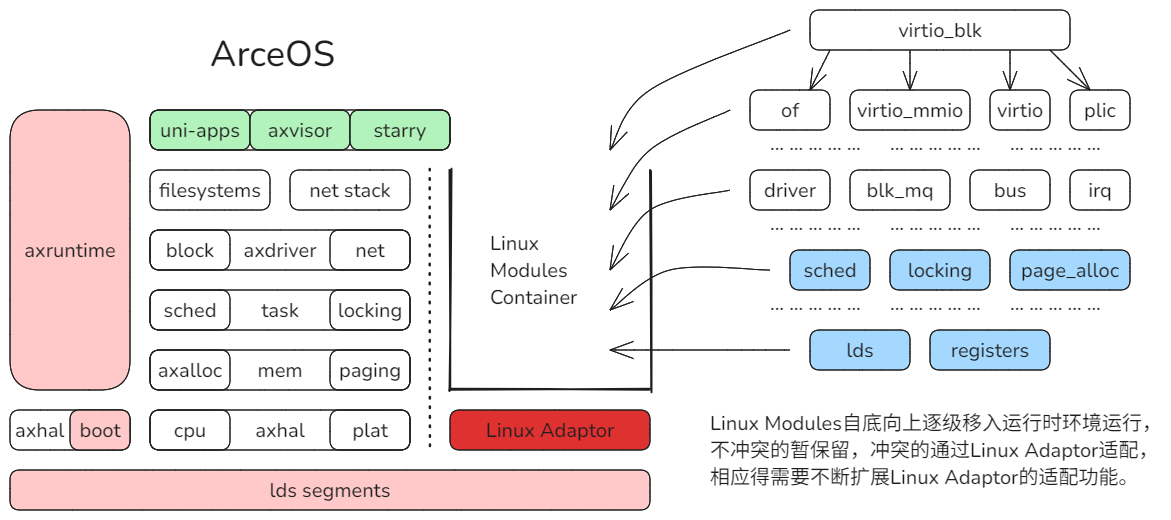 ArceOS
virtio_blk
of virtio_mmio virtio plic
... ... ... ... ... ... ... ... ... ... ... ...
uni-apps axvisor starry
filesystems net stack
driver blk_mq bus irq
... ... ... ... ... ... ... ... ... ... ... ...
axruntime
block axdriver net
Linux
Modules
Container
sched locking page_alloc
... ... ... ... ... ... ... ... ... ... ... ...
sched task locking
lds registers
axalloc mem paging
axhal boot
cpu axhal plat
Linux Adaptor
lds segments
Linux Modules自底向上逐级移入运行时环境运行，
不冲突的暂保留，冲突的通过Linux Adaptor适配，
相应得需要不断扩展Linux Adaptor的适配功能。